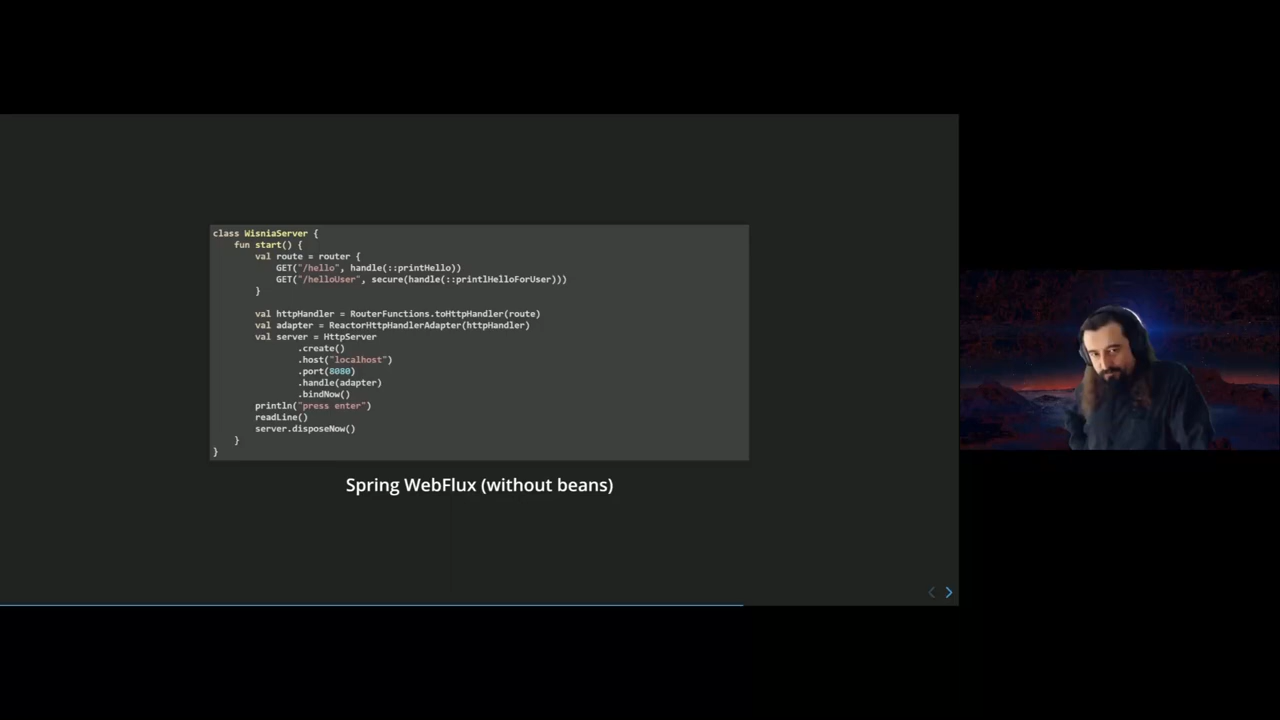 class WisniaServer {
fun start() {
val route = router {
GET("/hello", handle(::printHello))
GET("/helloUser", secure(handle(::printlHelloForUser)))
}
val httpHandler = RouterFunctions.toHttpHandler(route)
val adapter = ReactorHttpHandlerAdapter(httpHandler)
val server = HttpServer
.create()
.host("localhost")
.port(8080)
.handle(adapter)
.bindNow()
println("press enter")
readLine()
server.disposeNow()
}
}
Spring WebFlux (without beans)